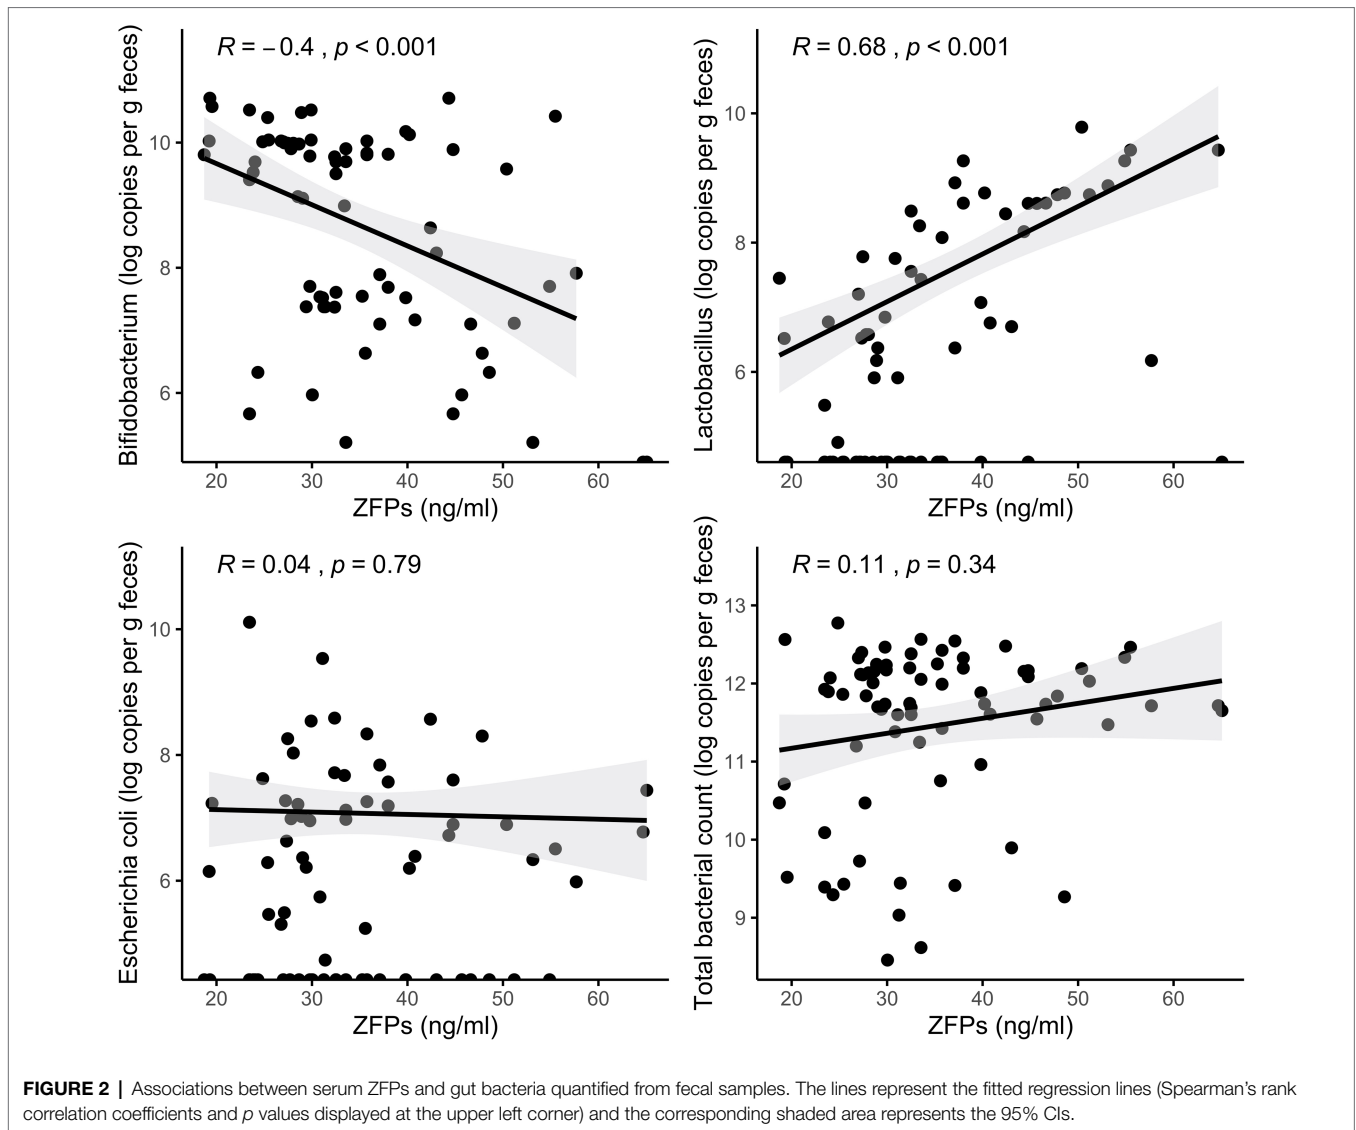 R = −0.4 , p < 0.001
Bifidobacterium (log copies per g feces)
10
8
6
20 30 40 50 60
ZFPs (ng/ml)
R = 0.68 , p < 0.001
Lactobacillus (log copies per g feces)
10
8
6
20 30 40 50 60
ZFPs (ng/ml)
R = 0.04 , p = 0.79
Escherichia coli (log copies per g feces)
10
8
6
20 30 40 50 60
ZFPs (ng/ml)
R = 0.11 , p = 0.34
Total bacterial count (log copies per g feces)
13
12
11
10
9
20 30 40 50 60
ZFPs (ng/ml)
FIGURE 2 | Associations between serum ZFPs and gut bacteria quantified from fecal samples. The lines represent the fitted regression lines (Spearman’s rank
correlation coefficients and p values displayed at the upper left corner) and the corresponding shaded area represents the 95% CIs.